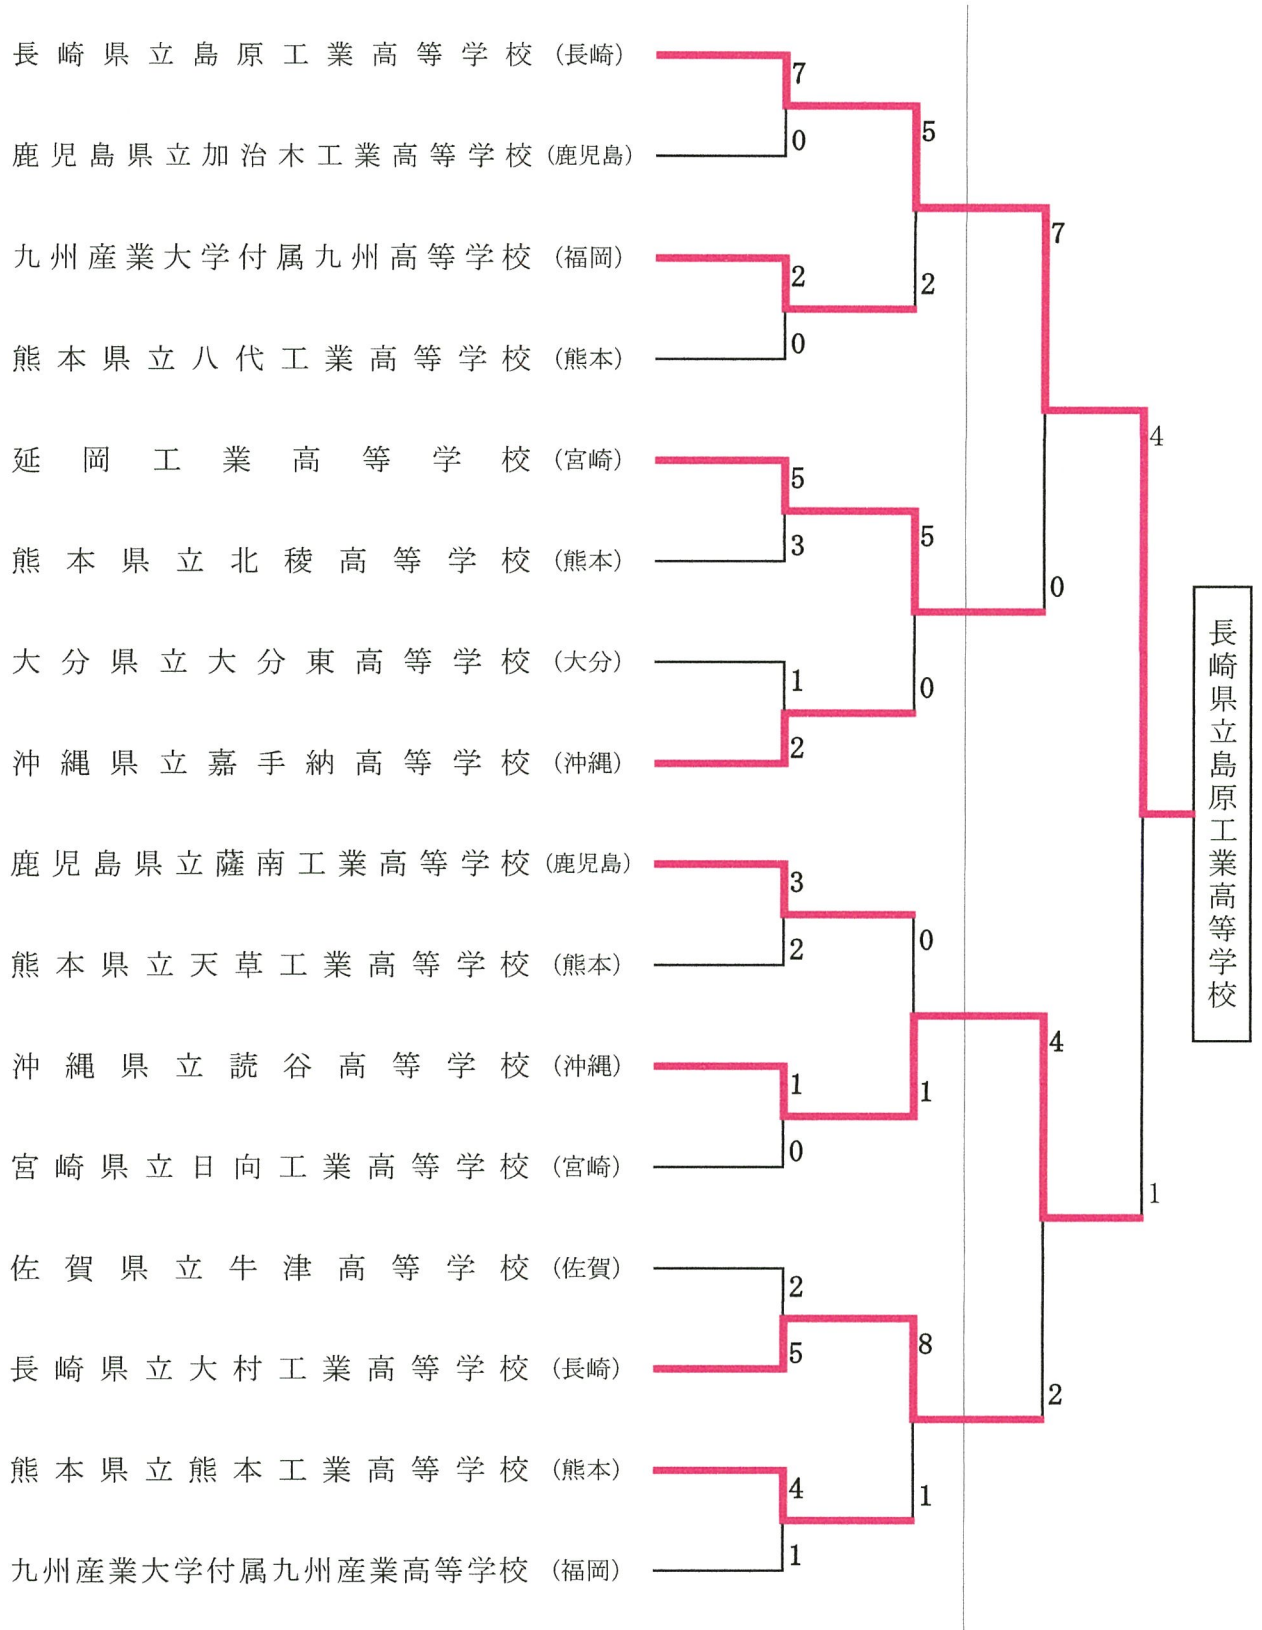 長崎県立島原工業高等学校 (長崎)
7
0
鹿児島県立加治木工業高等学校 (鹿児島)
5
九州産業大学付属九州高等学校 (福岡)
2
0
2
熊本県立八代工業高等学校 (熊本)
7
延岡工業高等学校 (宮崎)
5
3
5
熊本県立北稜高等学校 (熊本)
0
大分県立大分東高等学校 (大分)
1
2
0
沖縄県立嘉手納高等学校 (沖縄)
4
鹿児島県立薩南工業高等学校 (鹿児島)
3
2
0
熊本県立天草工業高等学校 (熊本)
沖縄県立読谷高等学校 (沖縄)
1
0
1
宮崎県立日向工業高等学校 (宮崎)
4
佐賀県立牛津高等学校 (佐賀)
2
5
8
長崎県立大村工業高等学校 (長崎)
2
熊本県立熊本工業高等学校 (熊本)
4
1
1
九州産業大学付属九州産業高等学校 (福岡)
1
長崎県立島原工業高等学校